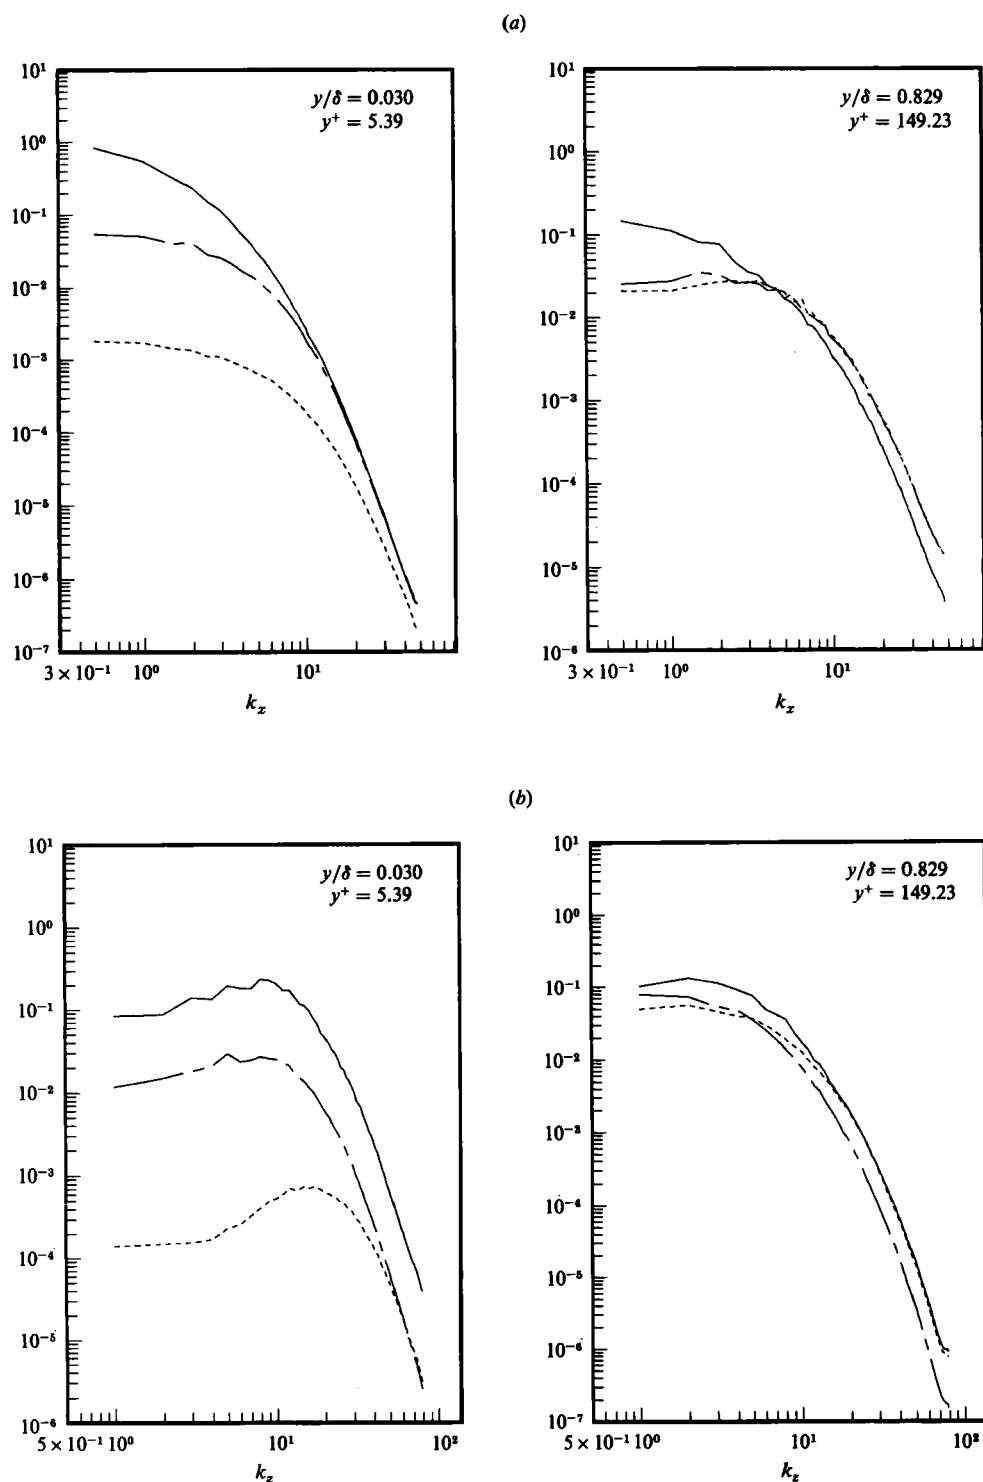 (a)
y/δ = 0.030
y⁺ = 5.39
10¹
10⁰
10⁻¹
10⁻²
10⁻³
10⁻⁴
10⁻⁵
10⁻⁶
10⁻⁷
3 × 10⁻¹ 10⁰ 10¹
kₓ
y/δ = 0.829
y⁺ = 149.23
10¹
10⁰
10⁻¹
10⁻²
10⁻³
10⁻⁴
10⁻⁵
10⁻⁶
3 × 10⁻¹ 10⁰ 10¹
kₓ
(b)
y/δ = 0.030
y⁺ = 5.39
10¹
10⁰
10⁻¹
10⁻²
10⁻³
10⁻⁴
10⁻⁵
10⁻⁶
5 × 10⁻¹ 10⁰ 10¹ 10²
k_z
y/δ = 0.829
y⁺ = 149.23
10¹
10⁰
10⁻¹
10⁻²
10⁻³
10⁻⁴
10⁻⁵
10⁻⁶
10⁻⁷
5 × 10⁻¹ 10⁰ 10¹ 10²
k_z